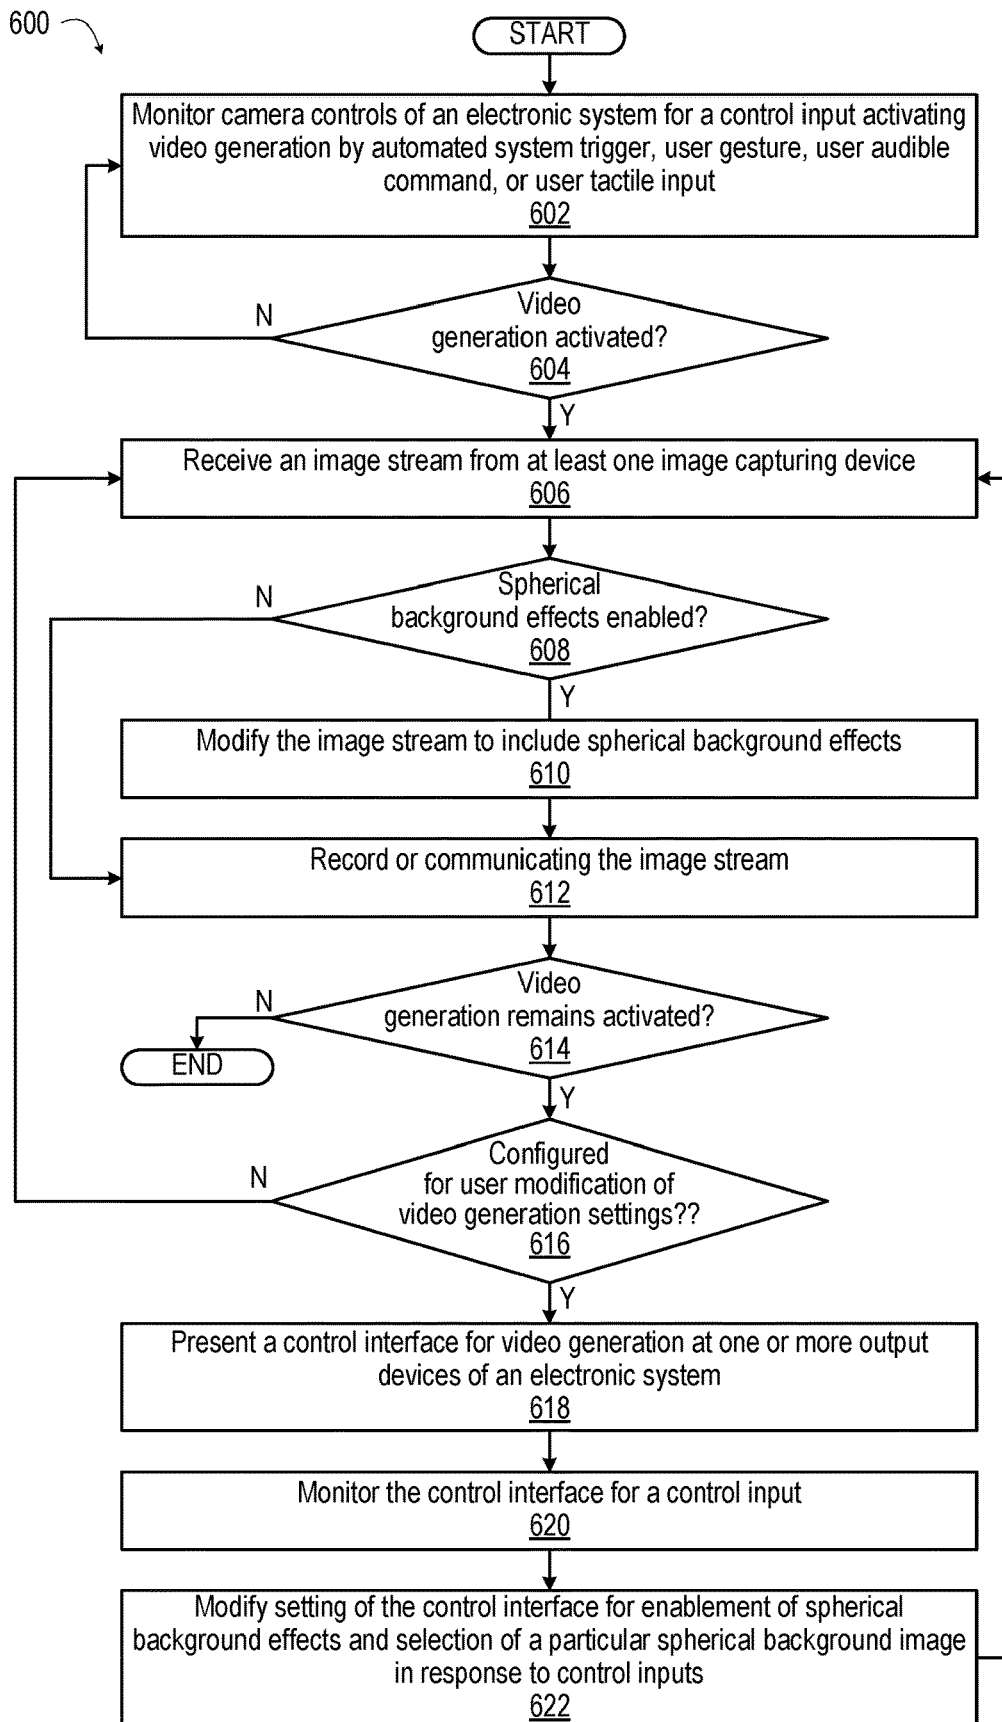 600
START
Monitor camera controls of an electronic system for a control input activating
video generation by automated system trigger, user gesture, user audible
command, or user tactile input
602
Video
generation activated?
604
N
Y
Receive an image stream from at least one image capturing device
606
Spherical
background effects enabled?
608
N
Y
Modify the image stream to include spherical background effects
610
Record or communicating the image stream
612
Video
generation remains activated?
614
N
END
Y
Configured
for user modification of
video generation settings??
616
N
Y
Present a control interface for video generation at one or more output
devices of an electronic system
618
Monitor the control interface for a control input
620
Modify setting of the control interface for enablement of spherical
background effects and selection of a particular spherical background image
in response to control inputs
622